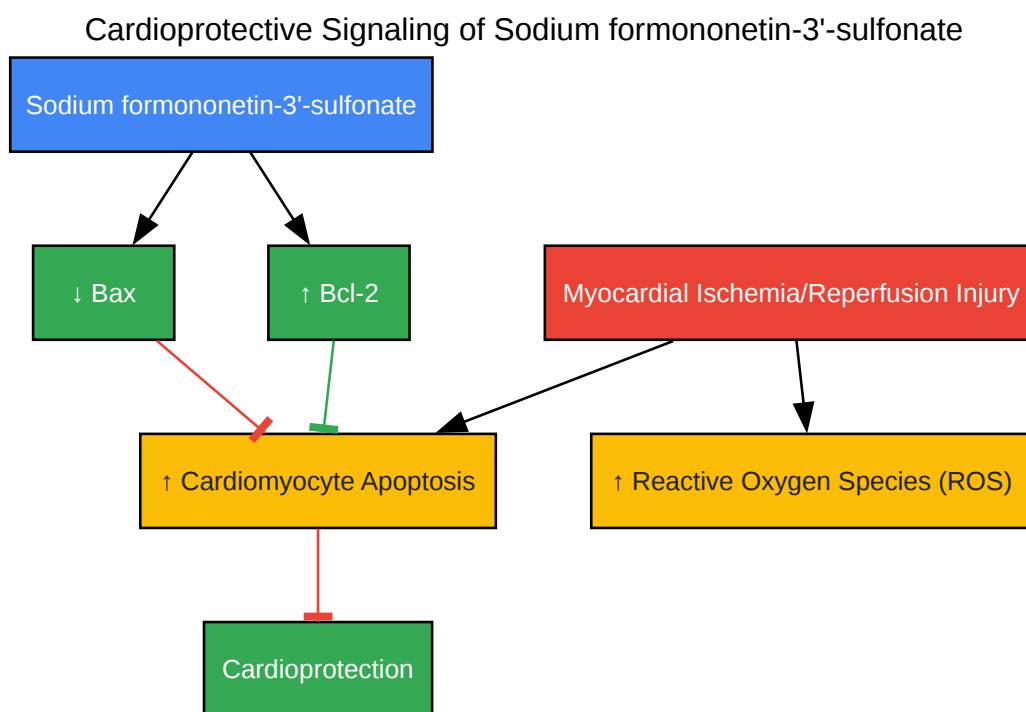 Cardioprotective Signaling of Sodium formononetin-3'-sulfonate
Sodium formononetin-3'-sulfonate
↓ Bax
↑ Bcl-2
Myocardial Ischemia/Reperfusion Injury
↑ Cardiomyocyte Apoptosis
↑ Reactive Oxygen Species (ROS)
Cardioprotection